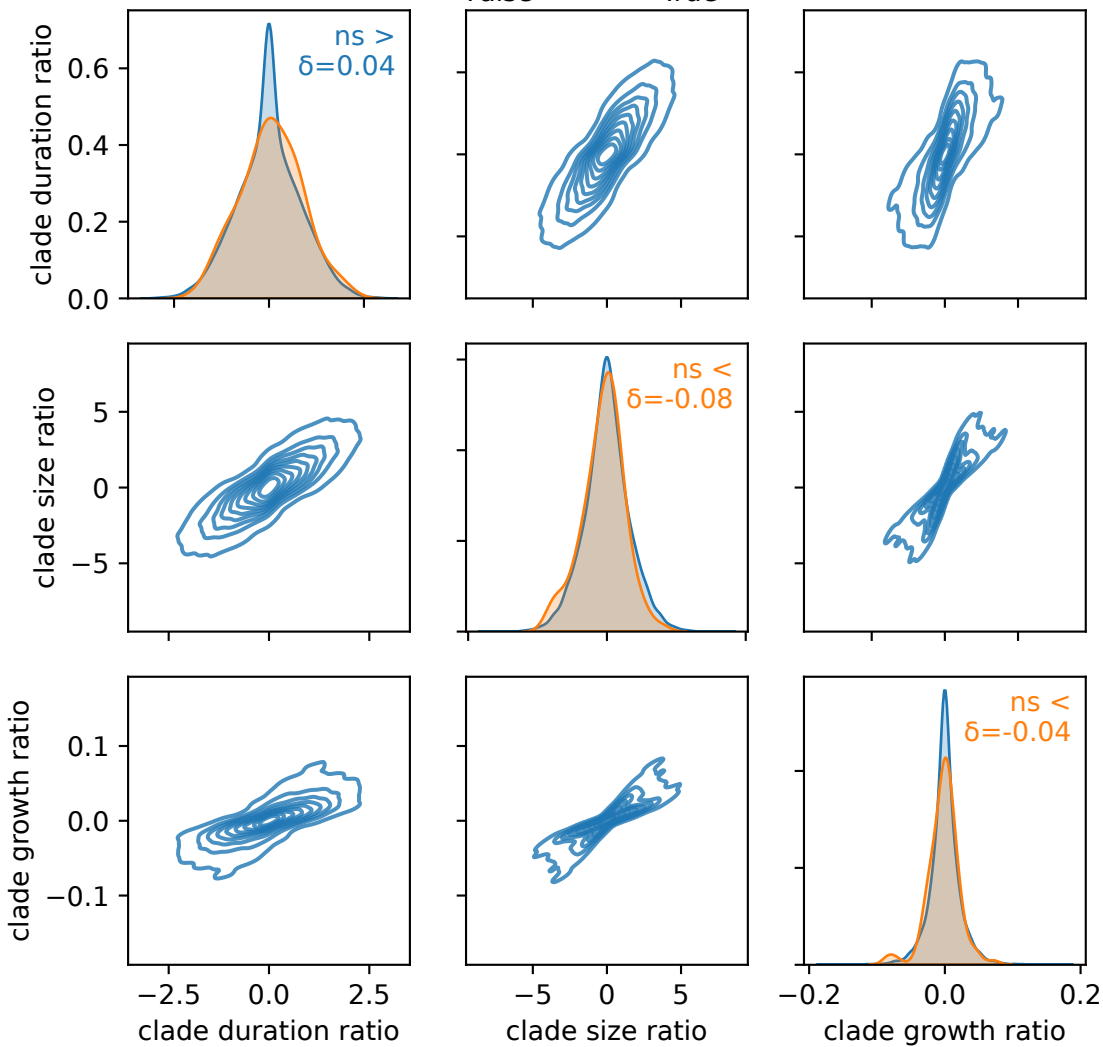 clade duration ratio
0.6
0.4
0.2
0.0
ns >
δ=0.04
clade size ratio
5
0
−5
ns <
δ=-0.08
clade growth ratio
0.1
0.0
−0.1
ns <
δ=-0.04
−2.5 0.0 2.5
−5 0 5
−0.2 0.0 0.2
clade duration ratio
clade size ratio
clade growth ratio